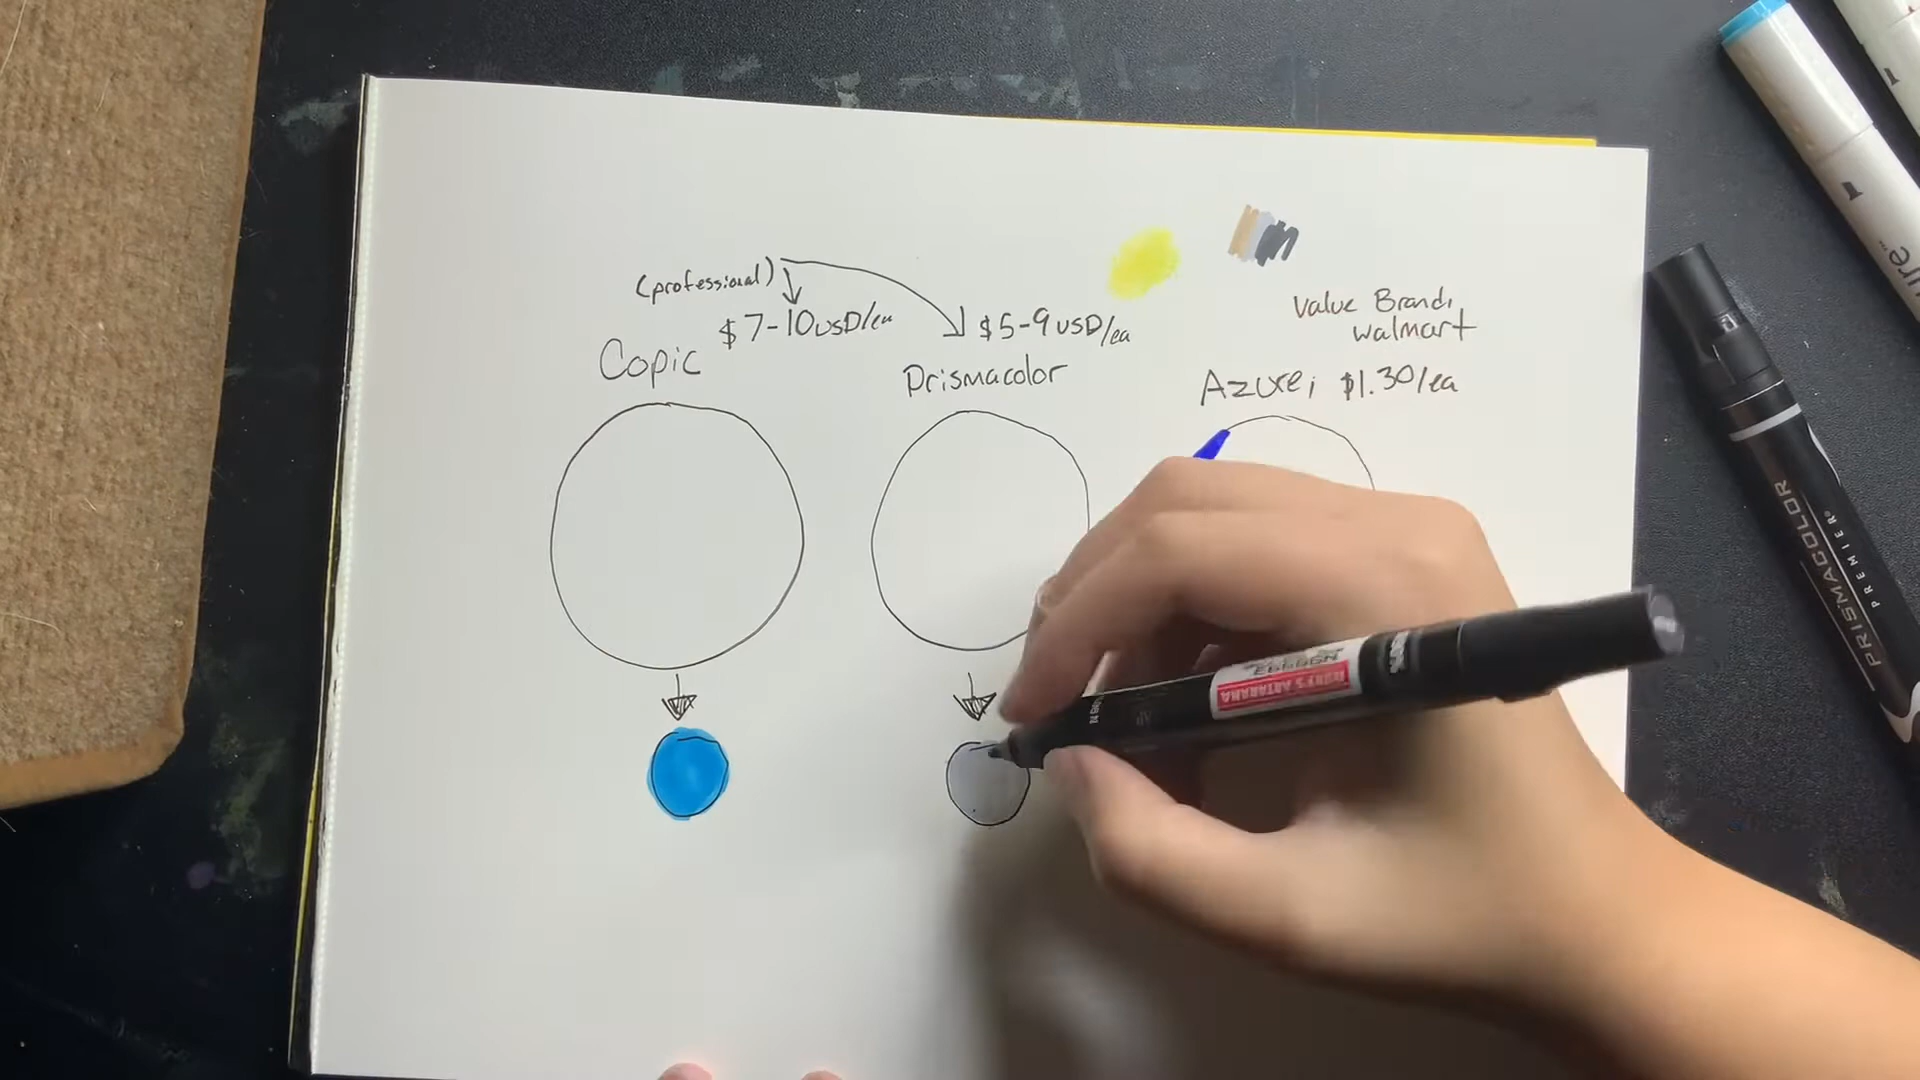 (professional)
$7-10USD/ea
Copic
$5-9USD/ea
Prismacolor
Value Brand,
walmart
Azure, $1.30/ea
PRISMACOLOR
PREMIER